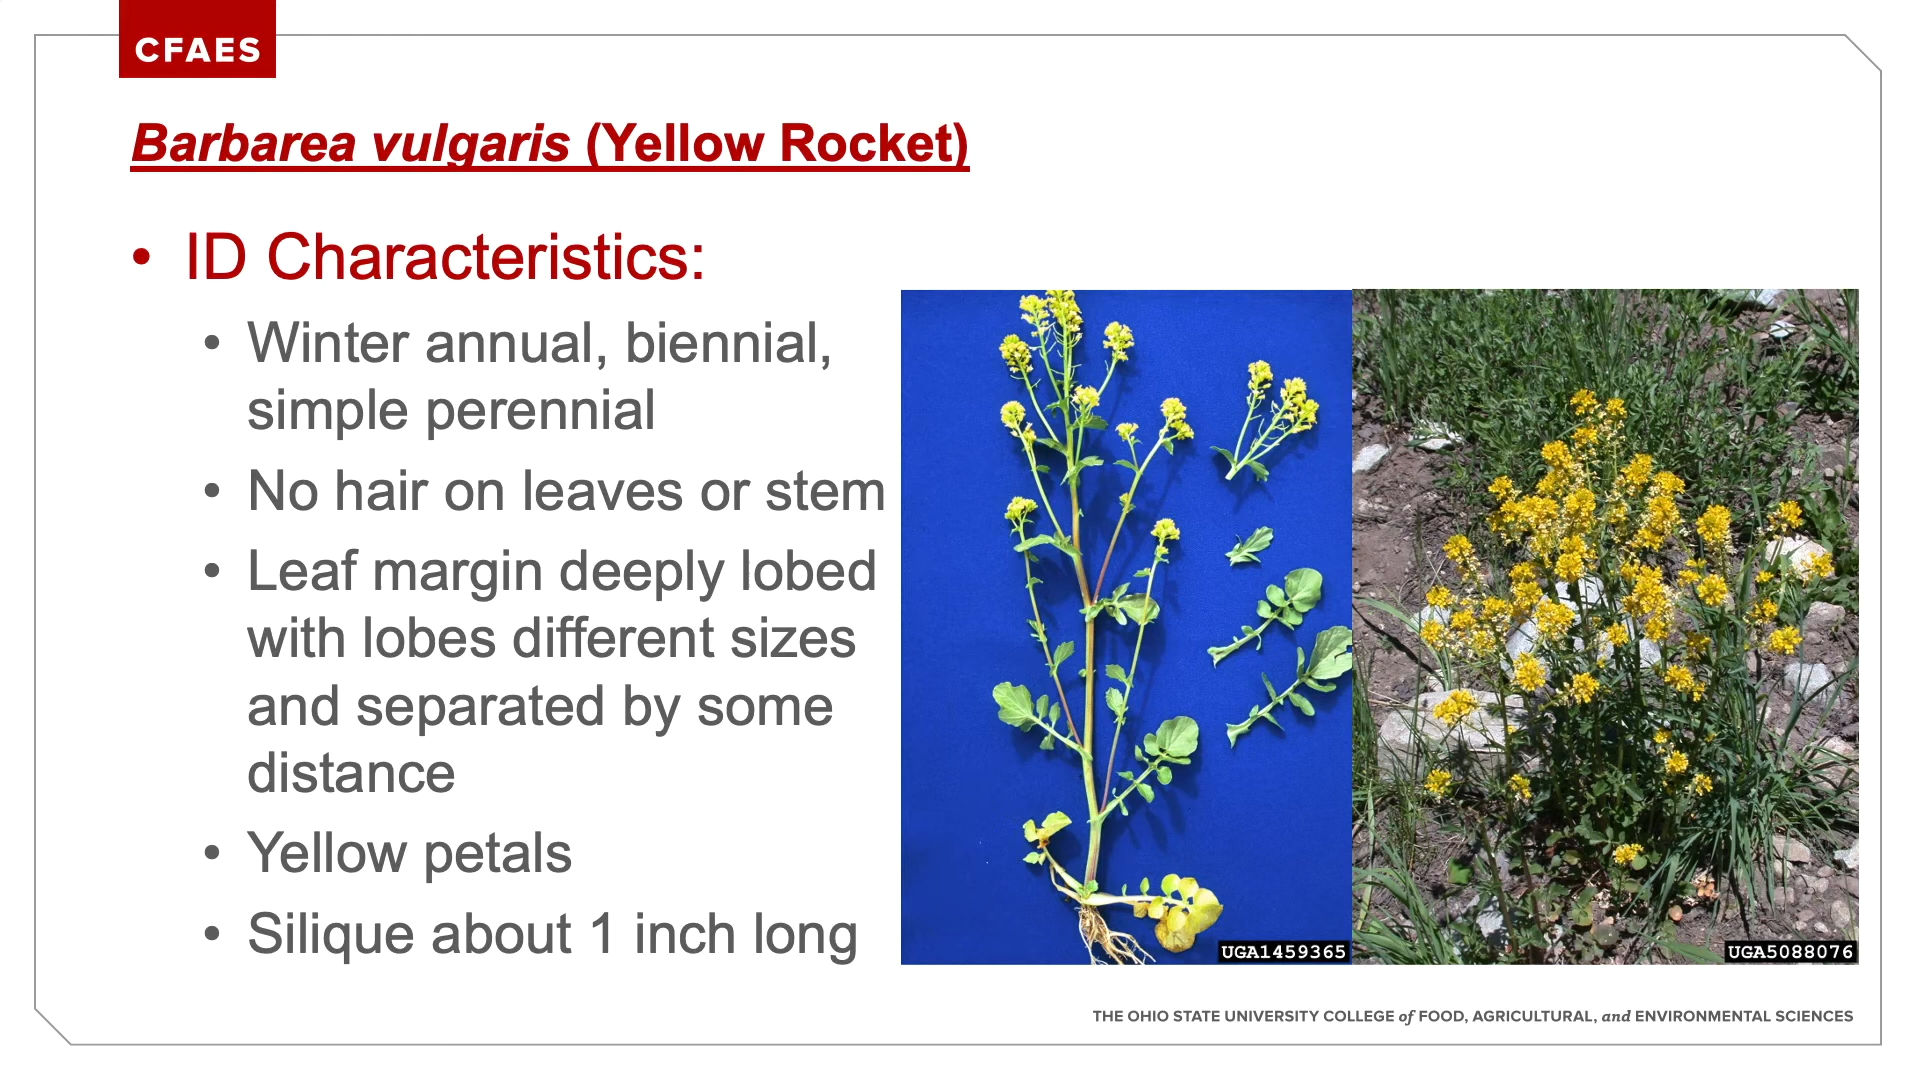 CFAES
Barbarea vulgaris (Yellow Rocket)
• ID Characteristics:
• Winter annual, biennial,
simple perennial
• No hair on leaves or stem
• Leaf margin deeply lobed
with lobes different sizes
and separated by some
distance
• Yellow petals
• Silique about 1 inch long
UGA1459365
UGA5088076
THE OHIO STATE UNIVERSITY COLLEGE of FOOD, AGRICULTURAL, and ENVIRONMENTAL SCIENCES